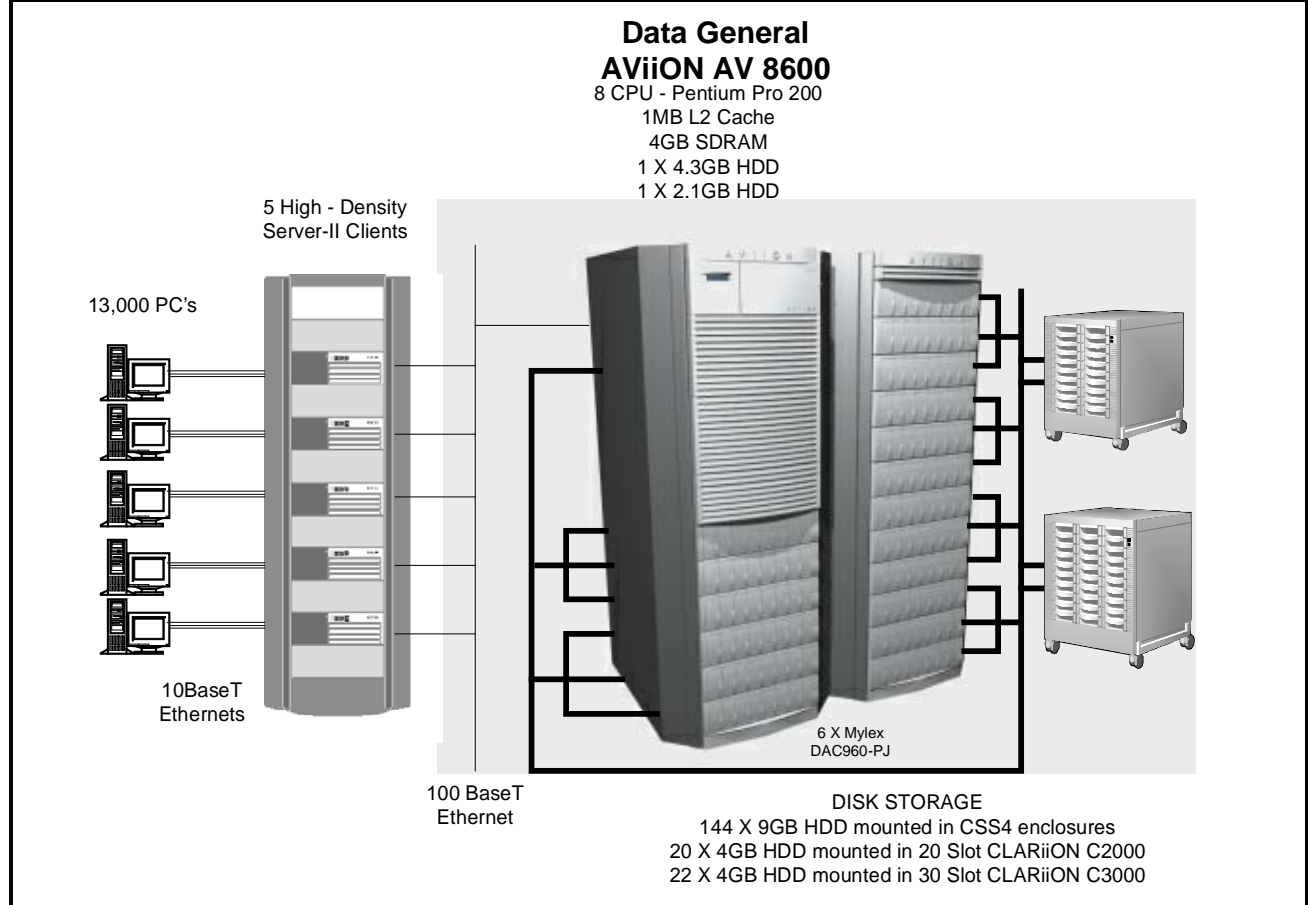 Data General
AViiON AV 8600
8 CPU - Pentium Pro 200
1MB L2 Cache
4GB SDRAM
1 X 4.3GB HDD
1 X 2.1GB HDD
5 High - Density
Server-II Clients
13,000 PC's
AViiON
AViiON
10BaseT
Ethernets
6 X Mylex
DAC960-PJ
100 BaseT
Ethernet
DISK STORAGE
144 X 9GB HDD mounted in CSS4 enclosures
20 X 4GB HDD mounted in 20 Slot CLARiiON C2000
22 X 4GB HDD mounted in 30 Slot CLARiiON C3000